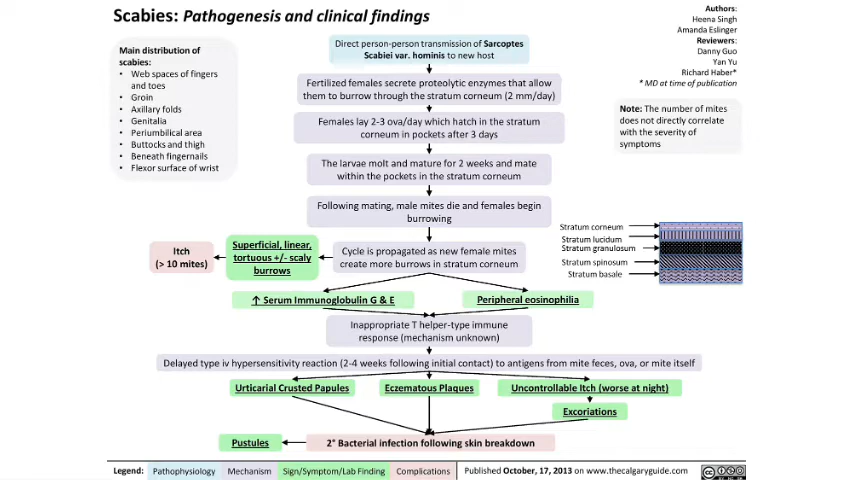 Scabies: Pathogenesis and clinical findings
Authors:
Heena Singh
Amanda Eslinger
Reviewers:
Danny Guo
Yan Yu
Richard Haber*
* MD at time of publication
Main distribution of
scabies:
• Web spaces of fingers
and toes
• Groin
• Axillary folds
• Genitalia
• Periumbilical area
• Buttocks and thigh
• Beneath fingernails
• Flexor surface of wrist
Direct person-person transmission of Sarcoptes
Scabiei var. hominis to new host
Fertilized females secrete proteolytic enzymes that allow
them to burrow through the stratum corneum (2 mm/day)
Females lay 2-3 ova/day which hatch in the stratum
corneum in pockets after 3 days
The larvae molt and mature for 2 weeks and mate
within the pockets in the stratum corneum
Following mating, male mites die and females begin
burrowing
Note: The number of mites
does not directly correlate
with the severity of
symptoms
Itch
(> 10 mites)
Superficial, linear,
tortuous +/- scaly
burrows
Cycle is propagated as new female mites
create more burrows in stratum corneum
Stratum corneum
Stratum lucidum
Stratum granulosum
Stratum spinosum
Stratum basale
↑ Serum Immunoglobulin G & E
Peripheral eosinophilia
Inappropriate T helper-type immune
response (mechanism unknown)
Delayed type iv hypersensitivity reaction (2-4 weeks following initial contact) to antigens from mite feces, ova, or mite itself
Urticarial Crusted Papules
Eczematous Plaques
Uncontrollable Itch (worse at night)
Excoriations
Pustules
2° Bacterial infection following skin breakdown
Legend: Pathophysiology Mechanism Sign/Symptom/Lab Finding Complications Published October, 17, 2013 on www.thecalgaryguide.com